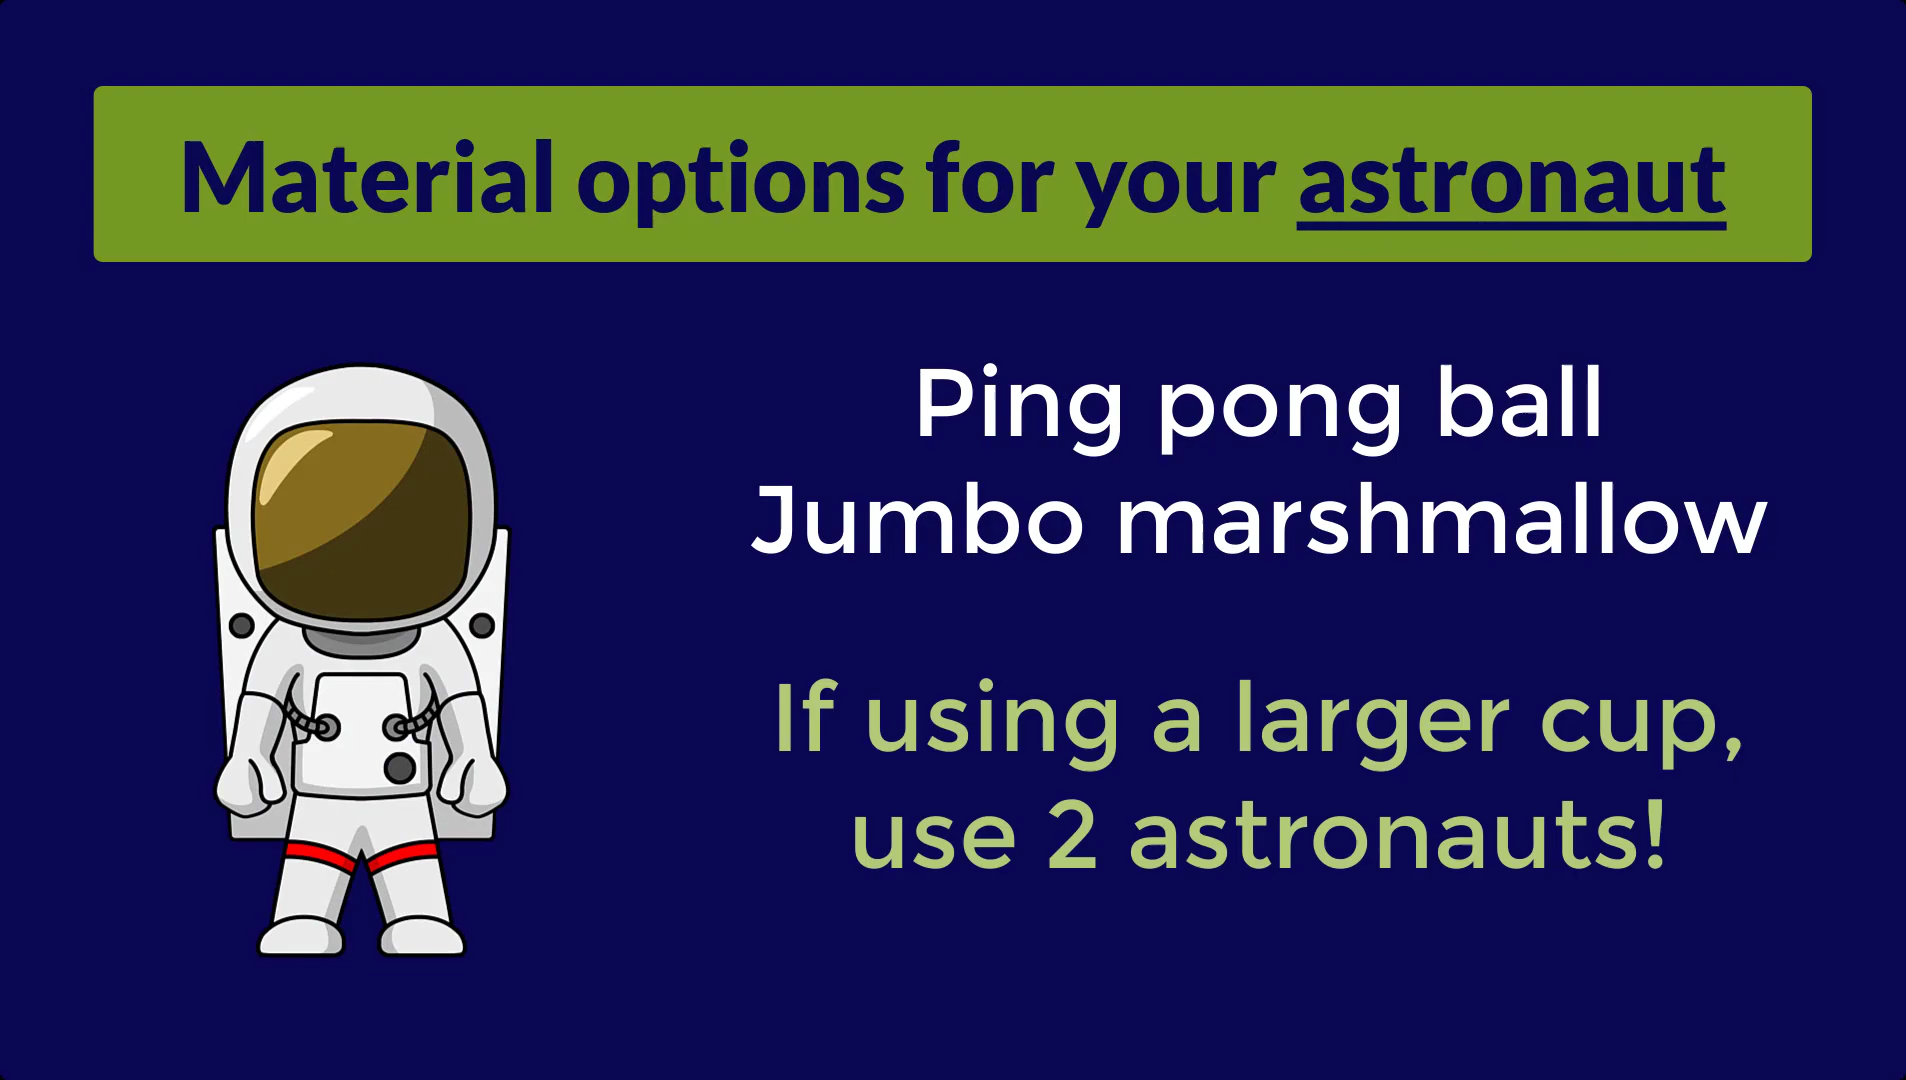 Material options for your astronaut
Ping pong ball
Jumbo marshmallow
If using a larger cup,
use 2 astronauts!